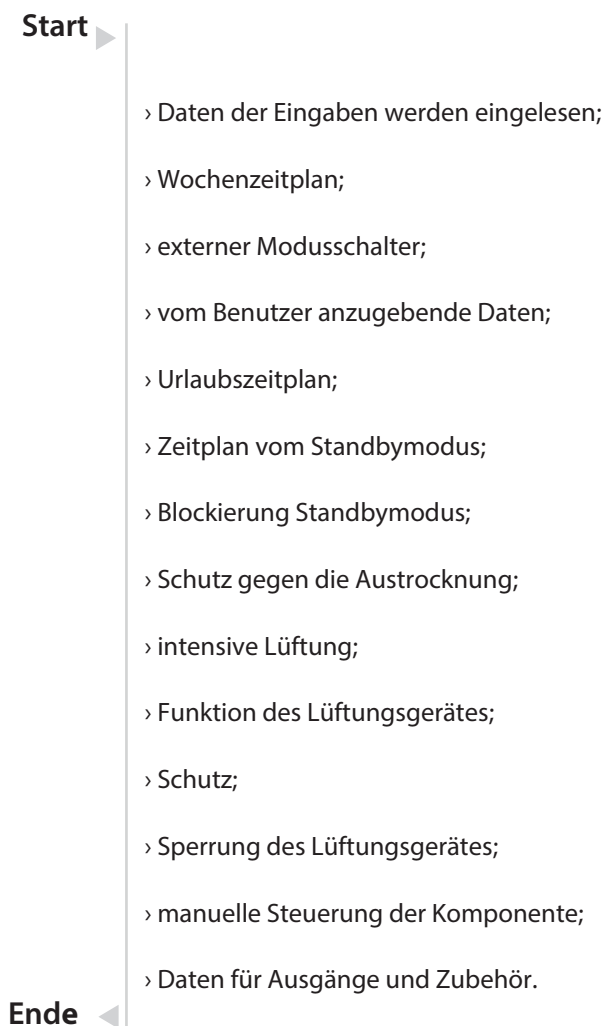 Start
› Daten der Eingaben werden eingelesen;
› Wochenzeitplan;
› externer Modusschalter;
› vom Benutzer anzugebende Daten;
› Urlaubszeitplan;
› Zeitplan vom Standbymodus;
› Blockierung Standbymodus;
› Schutz gegen die Austrocknung;
› intensive Lüftung;
› Funktion des Lüftungsgerätes;
› Schutz;
› Sperrung des Lüftungsgerätes;
› manuelle Steuerung der Komponente;
› Daten für Ausgänge und Zubehör.
Ende